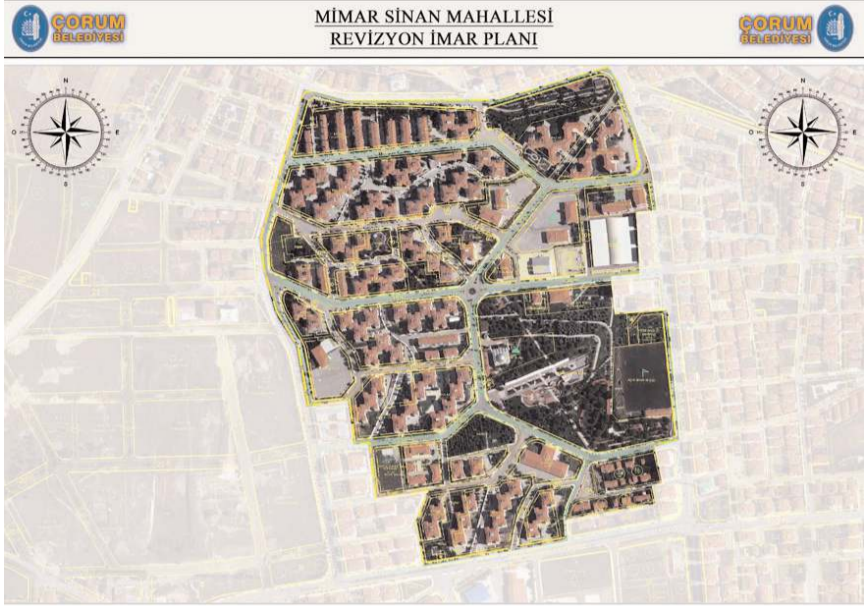 ÇORUM
BELEDİYESİ
MİMAR SİNAN MAHALLESİ
REVİZYON İMAR PLANI
ÇORUM
BELEDİYESİ
N
O
E
S
N
O
E
S